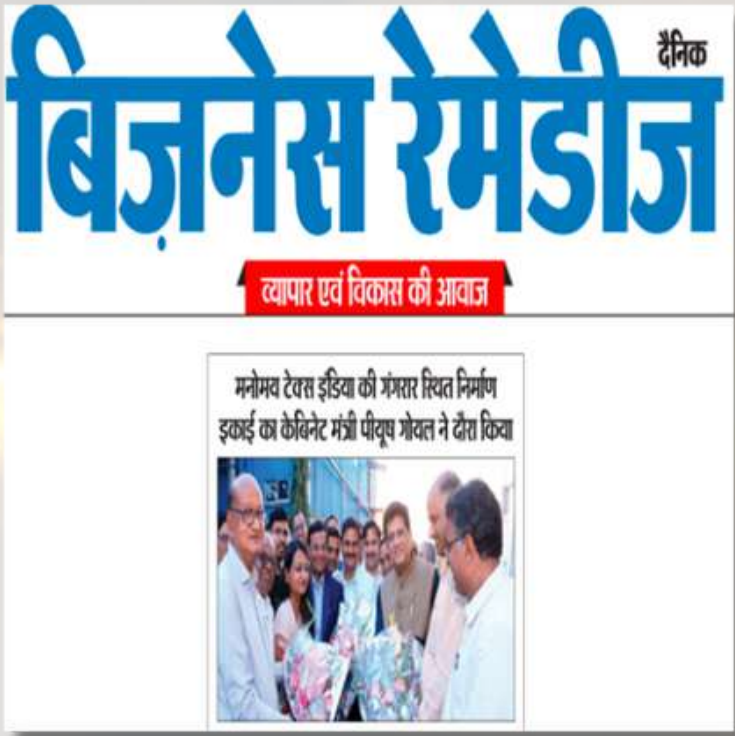 दैनिक
बिज़नेस रेमेडीज
व्यापार एवं विकास की आवाज
मनोमय टेक्स इंडिया की गंगरार स्थित निर्माण
इकाई का केबिनेट मंत्री पीयूष गोयल ने दौरा किया